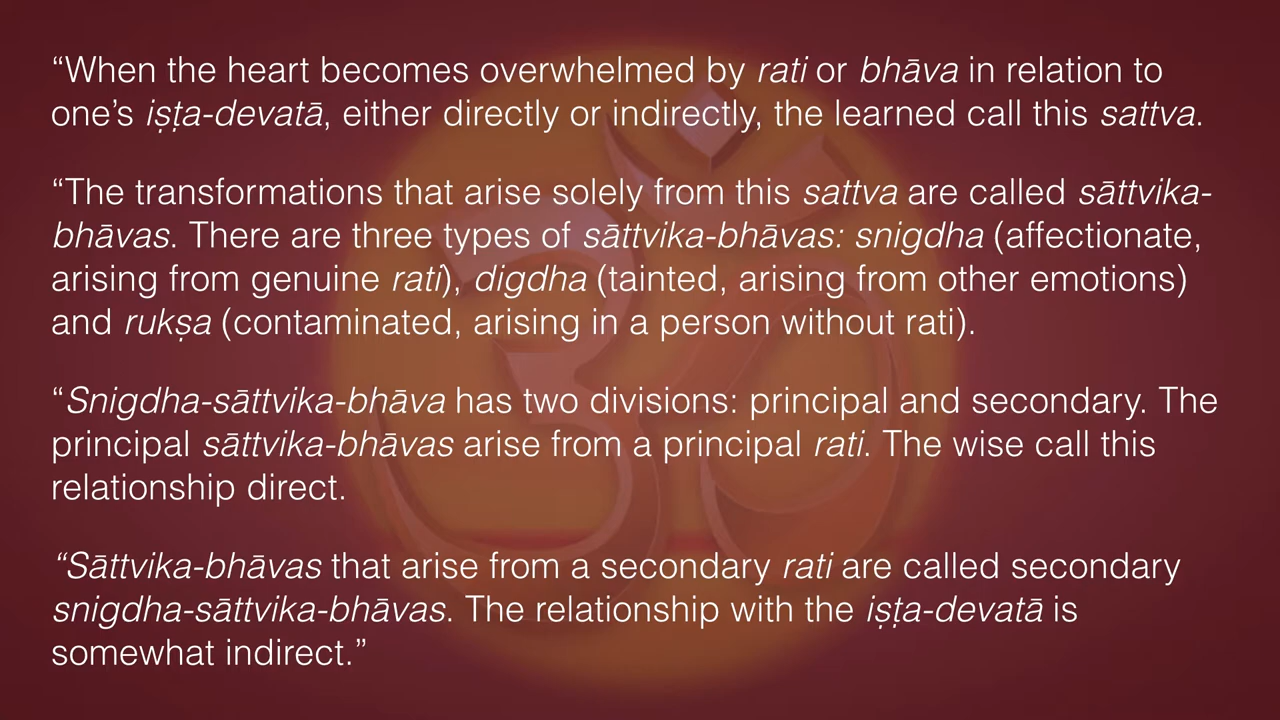 “When the heart becomes overwhelmed by rati or bhāva in relation to
one’s iṣṭa-devatā, either directly or indirectly, the learned call this sattva.
“The transformations that arise solely from this sattva are called sāttvika-
bhāvas. There are three types of sāttvika-bhāvas: snigdha (affectionate,
arising from genuine rati), digdha (tainted, arising from other emotions)
and rukṣa (contaminated, arising in a person without rati).
“Snigdha-sāttvika-bhāva has two divisions: principal and secondary. The
principal sāttvika-bhāvas arise from a principal rati. The wise call this
relationship direct.
“Sāttvika-bhāvas that arise from a secondary rati are called secondary
snigdha-sāttvika-bhāvas. The relationship with the iṣṭa-devatā is
somewhat indirect.”